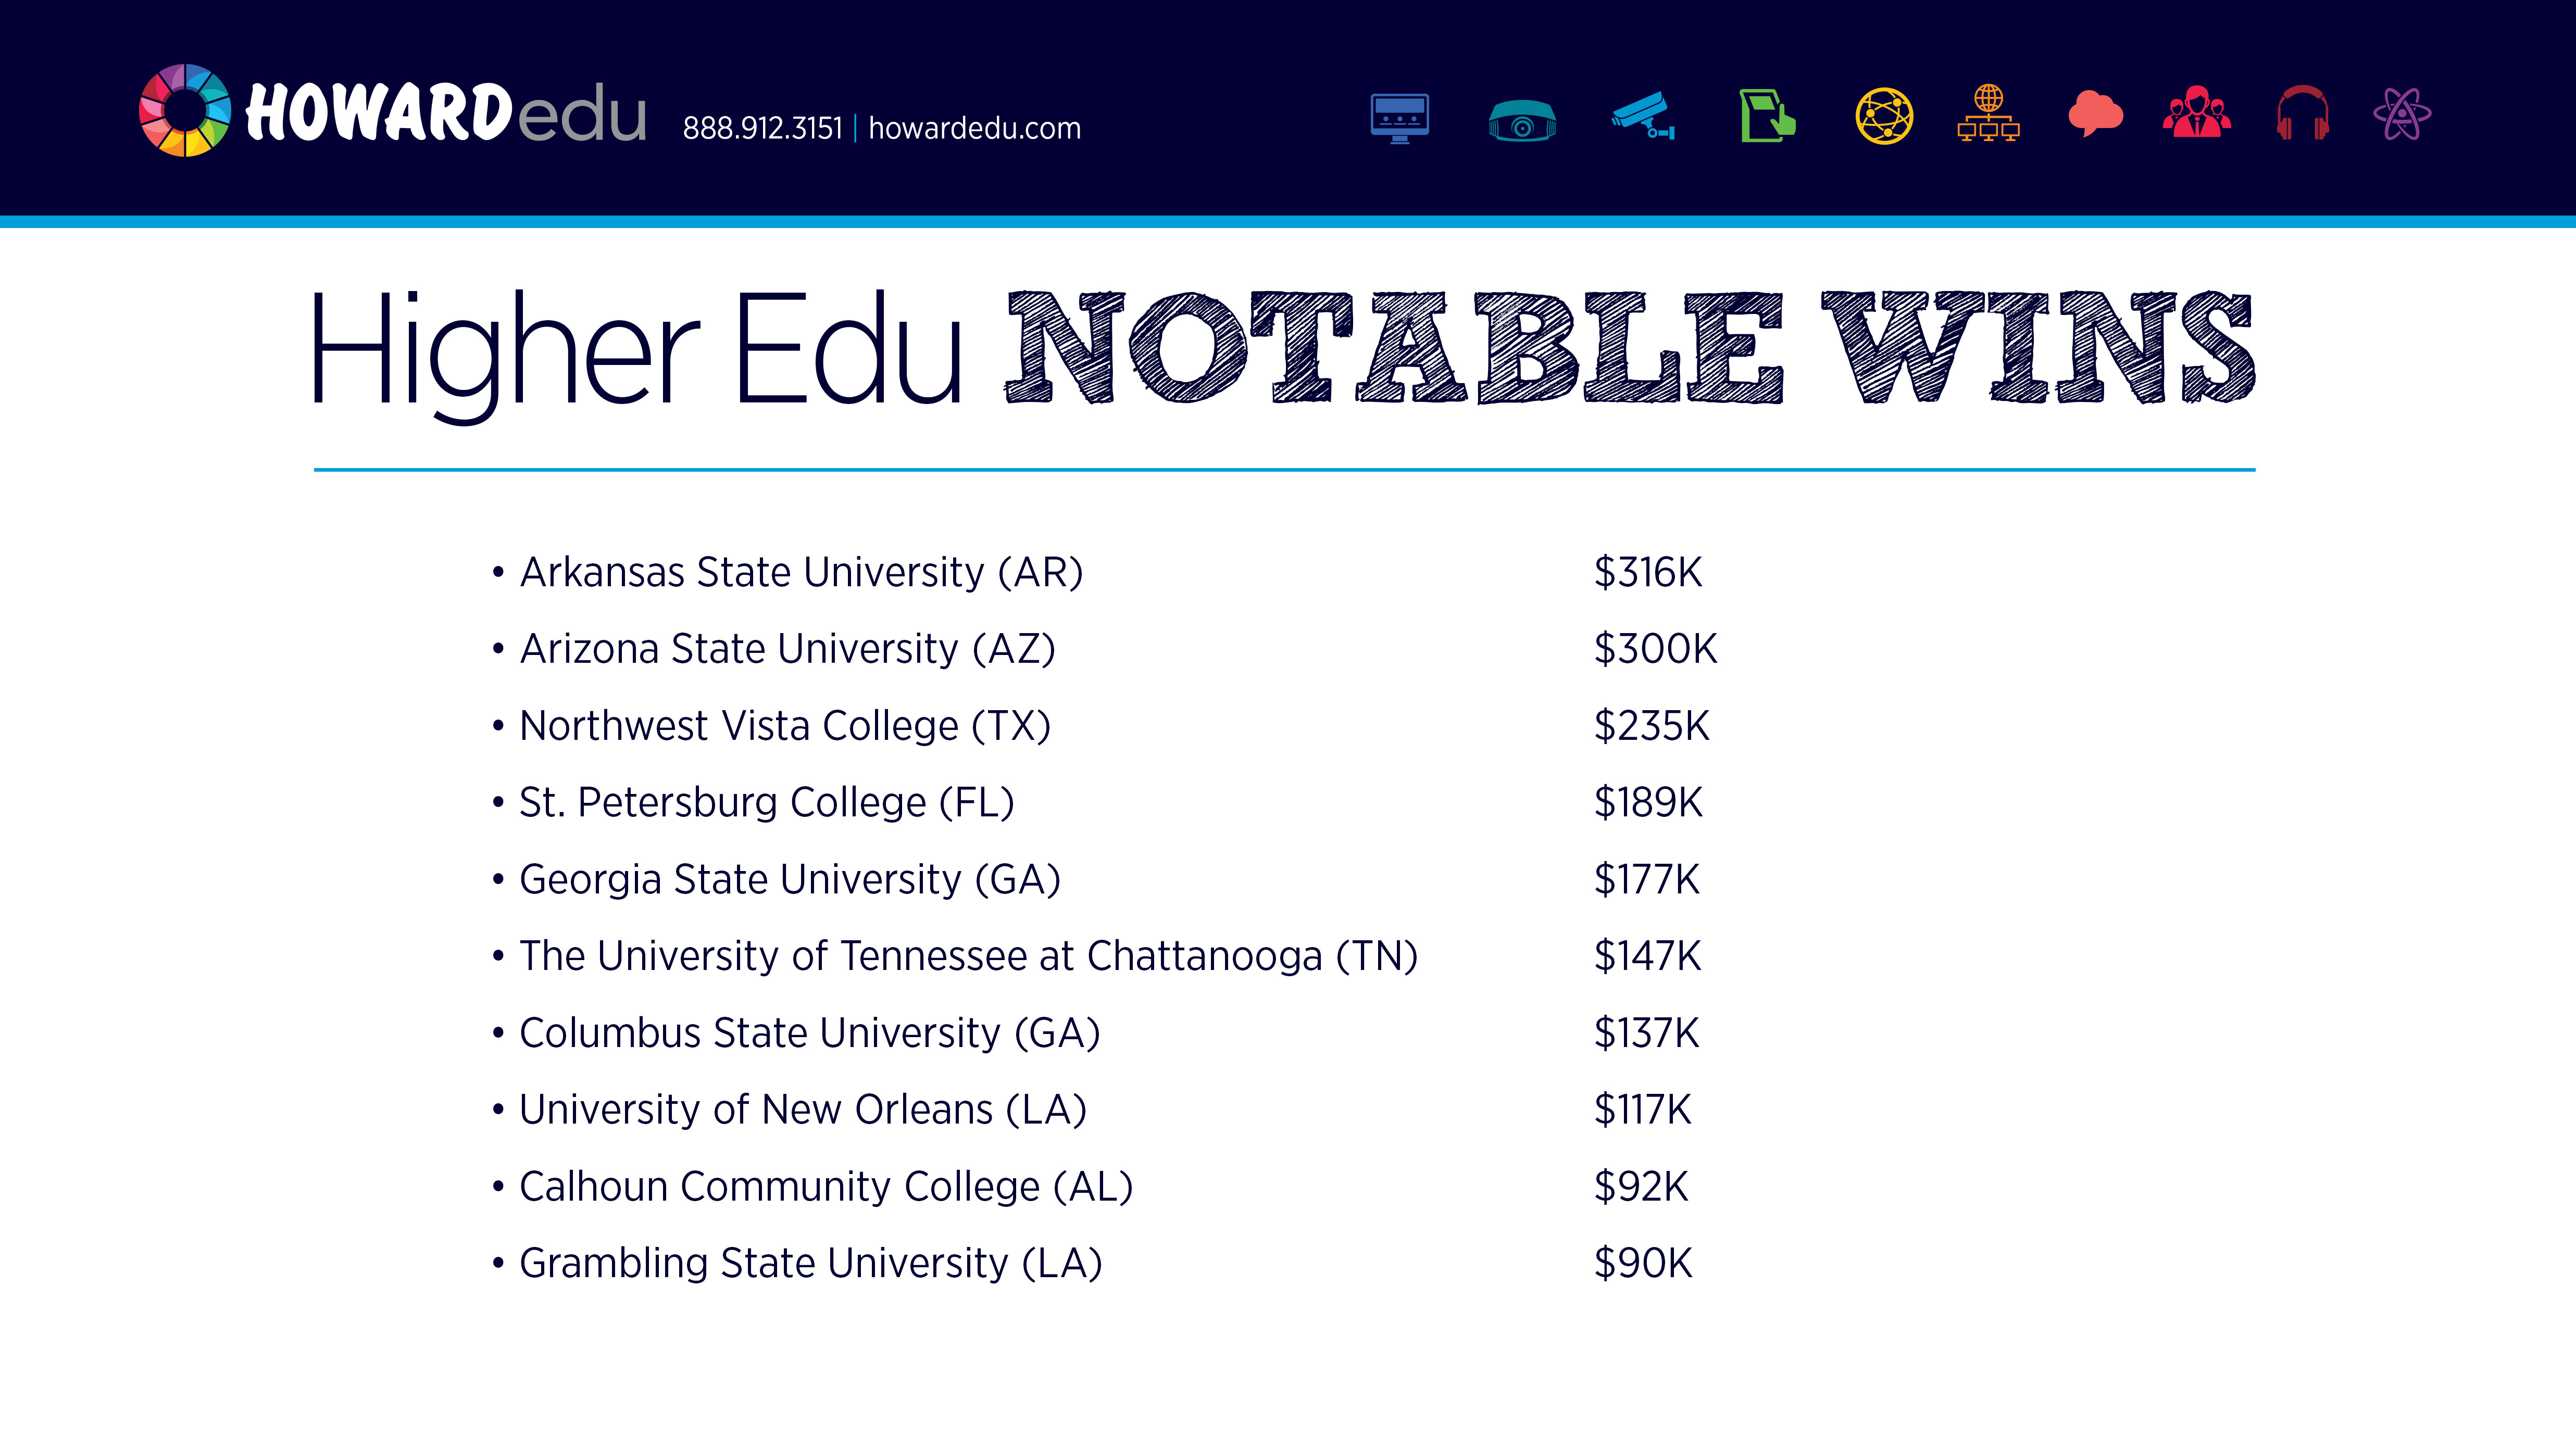 HOWARD edu 888.912.3151 | howardedu.com
Higher Edu NOTABLE WINS
• Arkansas State University (AR) $316K
• Arizona State University (AZ) $300K
• Northwest Vista College (TX) $235K
• St. Petersburg College (FL) $189K
• Georgia State University (GA) $177K
• The University of Tennessee at Chattanooga (TN) $147K
• Columbus State University (GA) $137K
• University of New Orleans (LA) $117K
• Calhoun Community College (AL) $92K
• Grambling State University (LA) $90K